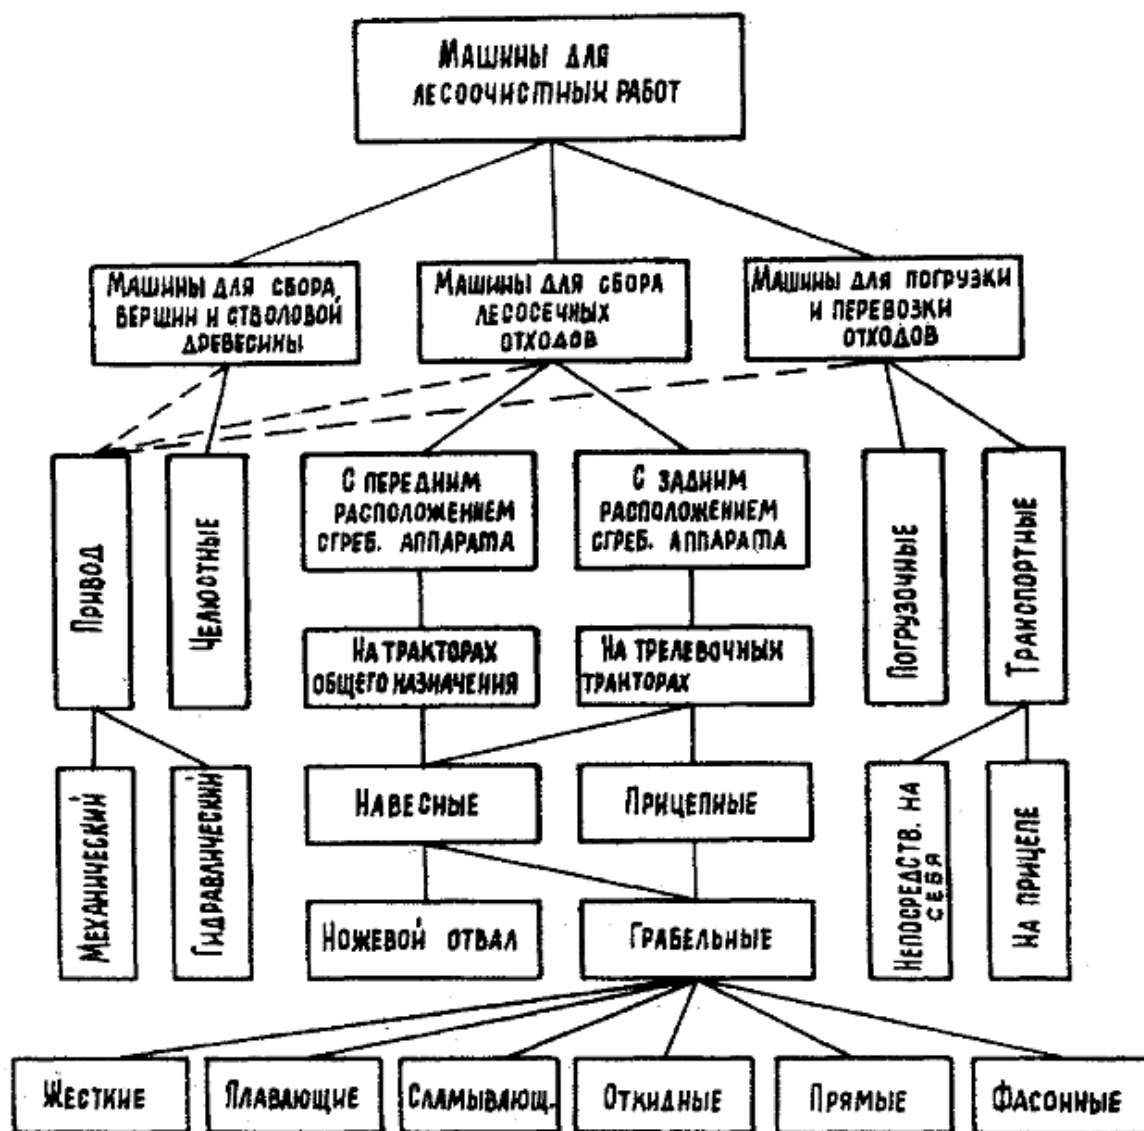 Машины для
лесоочистных работ
Машины для сбора,
вершин и стволовой
древесины
Машины для сбора
лесосечных
отходов
Машины для погрузки
и перевозки
отходов
Привод
Челюстные
С передним
расположением
сгреб. аппарата
С задним
расположением
сгреб. аппарата
Погрузочные
Транспортные
На тракторах
общего назначения
На трелевочных
тракторах
Механический
Гидравлический
Навесные
Прицепные
Непосредств. на
себя
На прицепе
Ножевой отвал
Грабельные
Жесткие
Плавающие
Сламывающ.
Откидные
Прямые
Фасонные